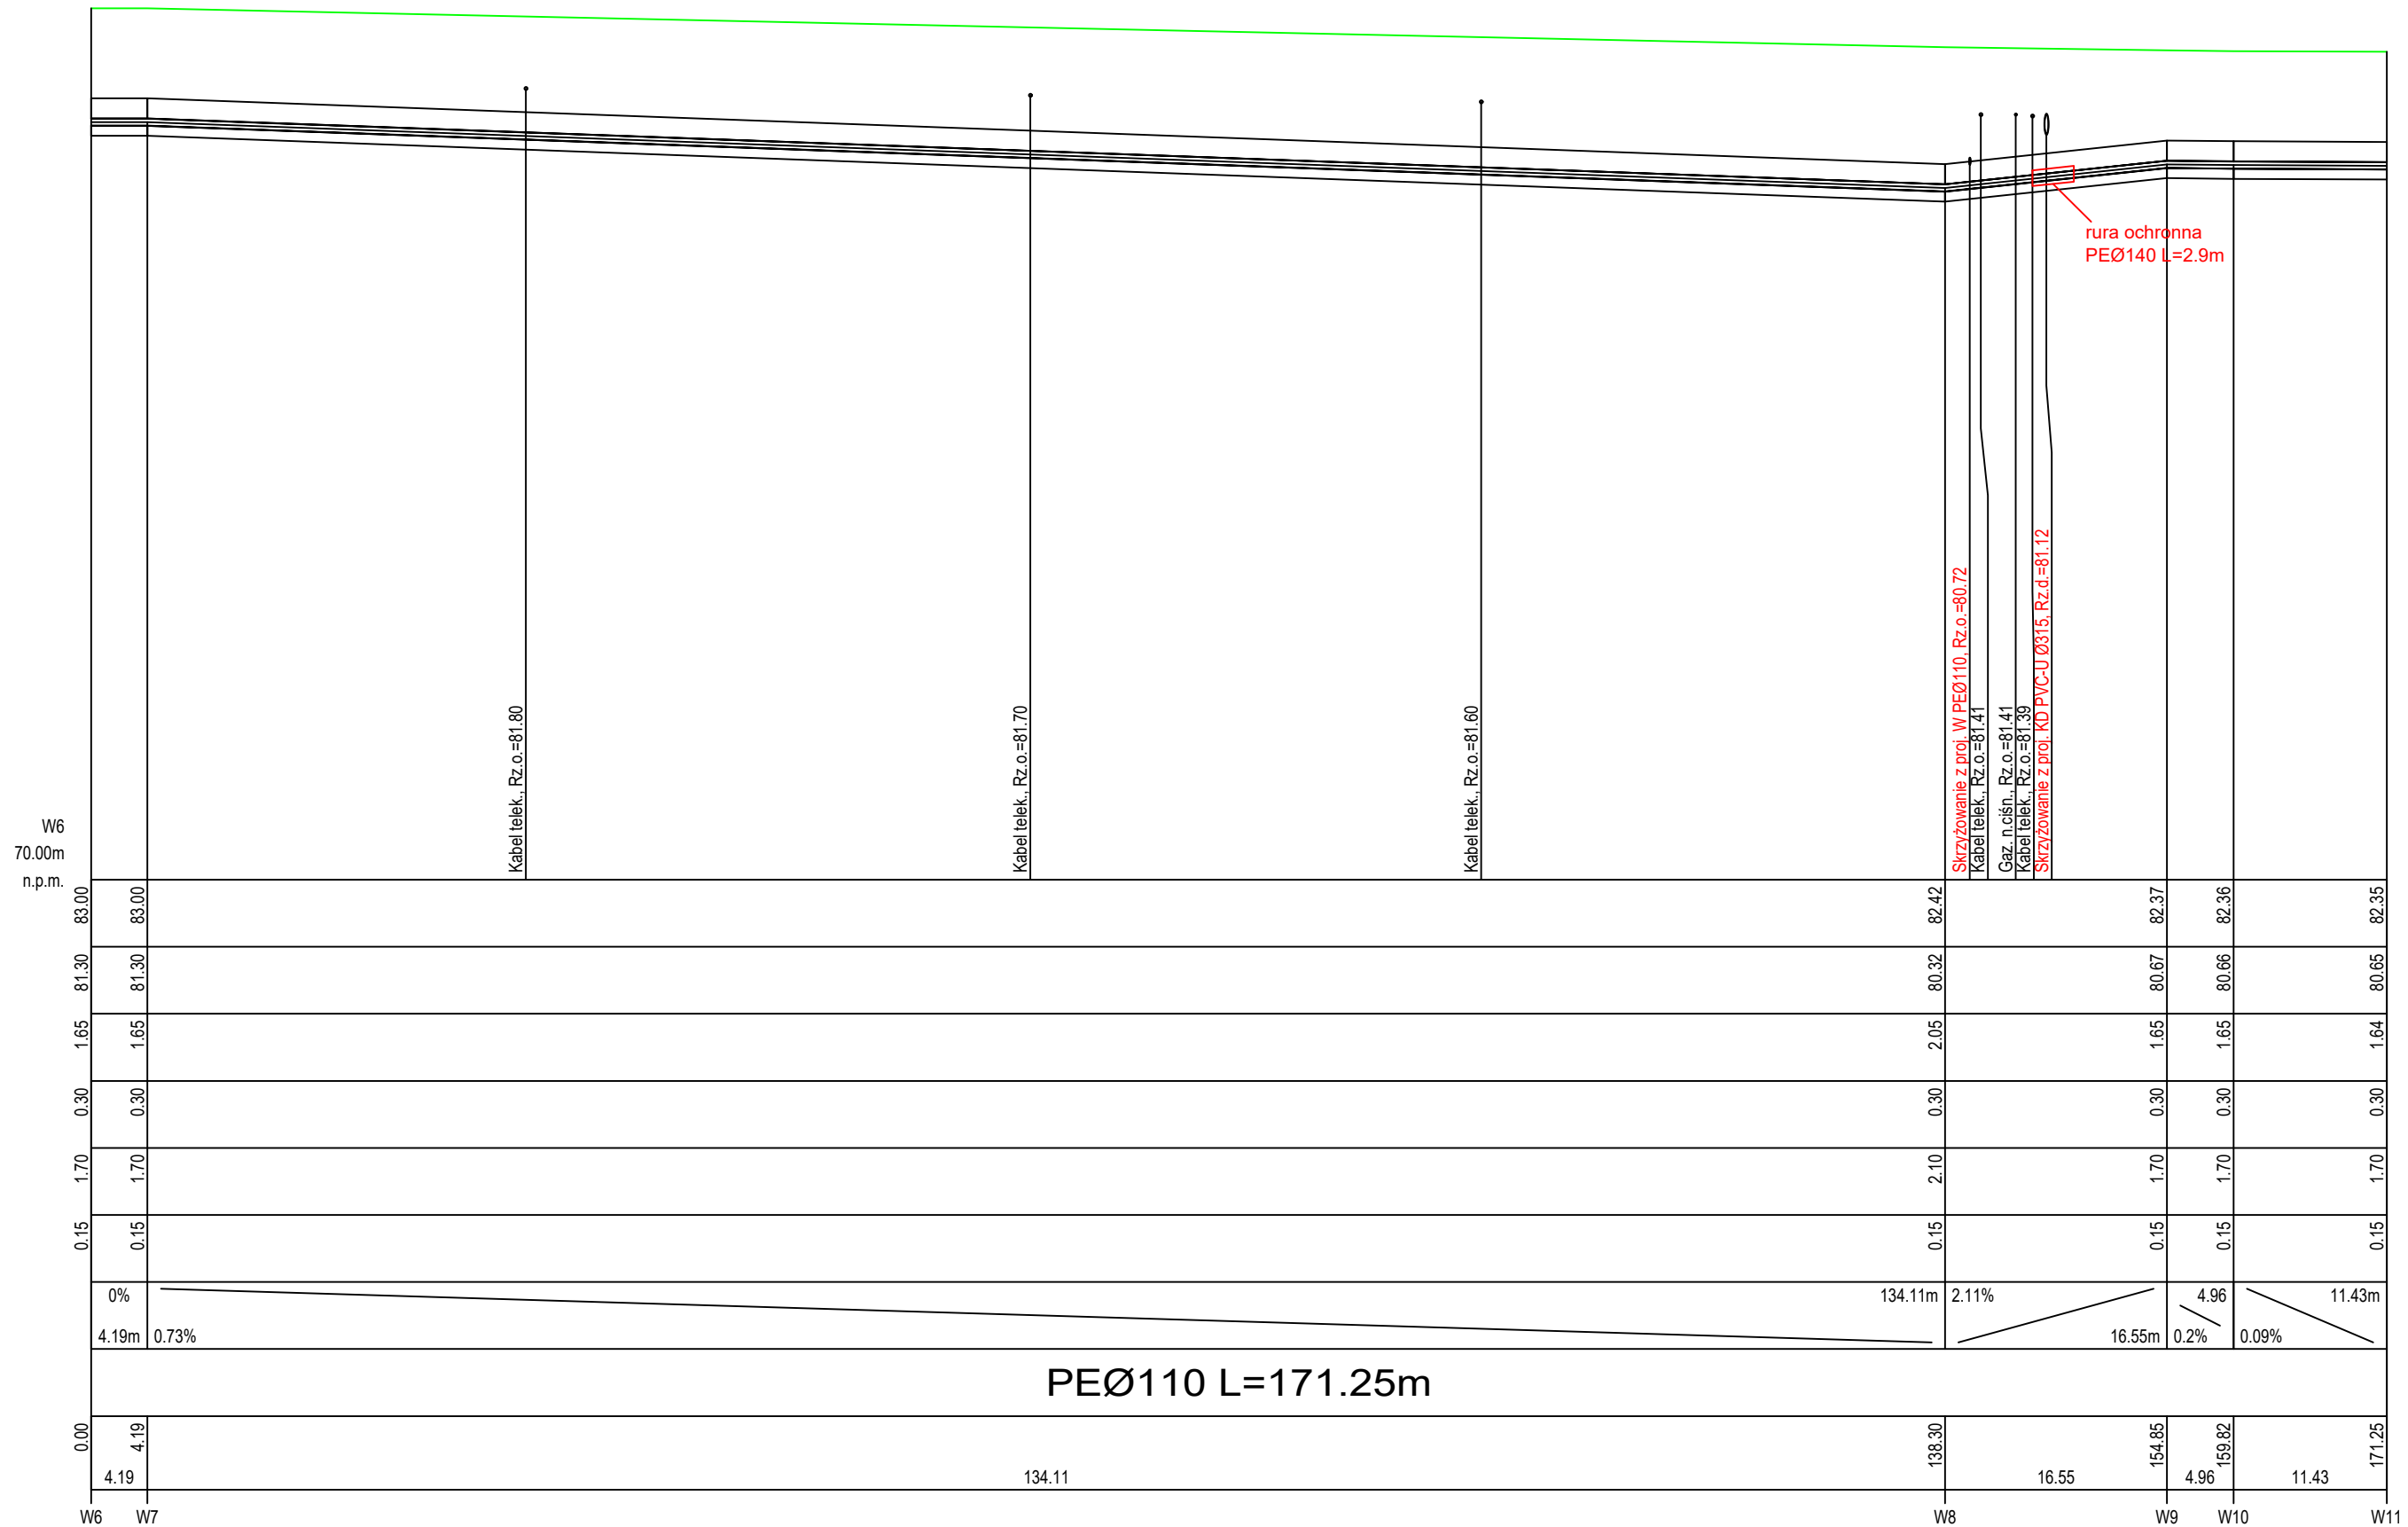 rura ochronna
PEØ140 L=2.9m
Kabel telek., Rz.o.=81.80
Kabel telek., Rz.o.=81.70
Kabel telek., Rz.o.=81.60
Skrzyżowanie z proj. W PEØ110, Rz.o.=80.72
Kabel telek., Rz.o.=81.41
Gaz. n.ciśn., Rz.o.=81.41
Kabel telek., Rz.o.=81.39
Skrzyżowanie z proj. KD PVC-U Ø315, Rz.d.=81.12
W6
70.00m
n.p.m.
83.00 83.00 82.42 82.37 82.36 82.35
81.30 81.30 80.32 80.67 80.66 80.65
1.65 1.65 2.05 1.65 1.65 1.64
0.30 0.30 0.30 0.30 0.30 0.30
1.70 1.70 2.10 1.70 1.70 1.70
0.15 0.15 0.15 0.15 0.15 0.15
0% 134.11m 2.11% 4.96 11.43m
4.19m 0.73% 16.55m 0.2% 0.09%
PEØ110 L=171.25m
0.00 4.19 138.30 154.85 159.82 171.25
4.19 134.11 16.55 4.96 11.43
W6 W7 W8 W9 W10 W11